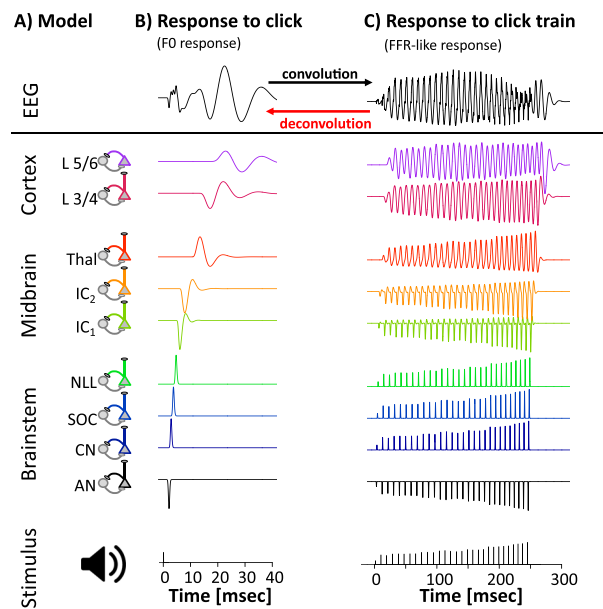 A) Model
B) Response to click
(F0 response)
C) Response to click train
(FFR-like response)
EEG
convolution
deconvolution
Cortex
L 5/6
L 3/4
Midbrain
Thal
IC2
IC1
Brainstem
NLL
SOC
CN
AN
Stimulus
0 10 20 30 40
Time [msec]
0 100 200 300
Time [msec]